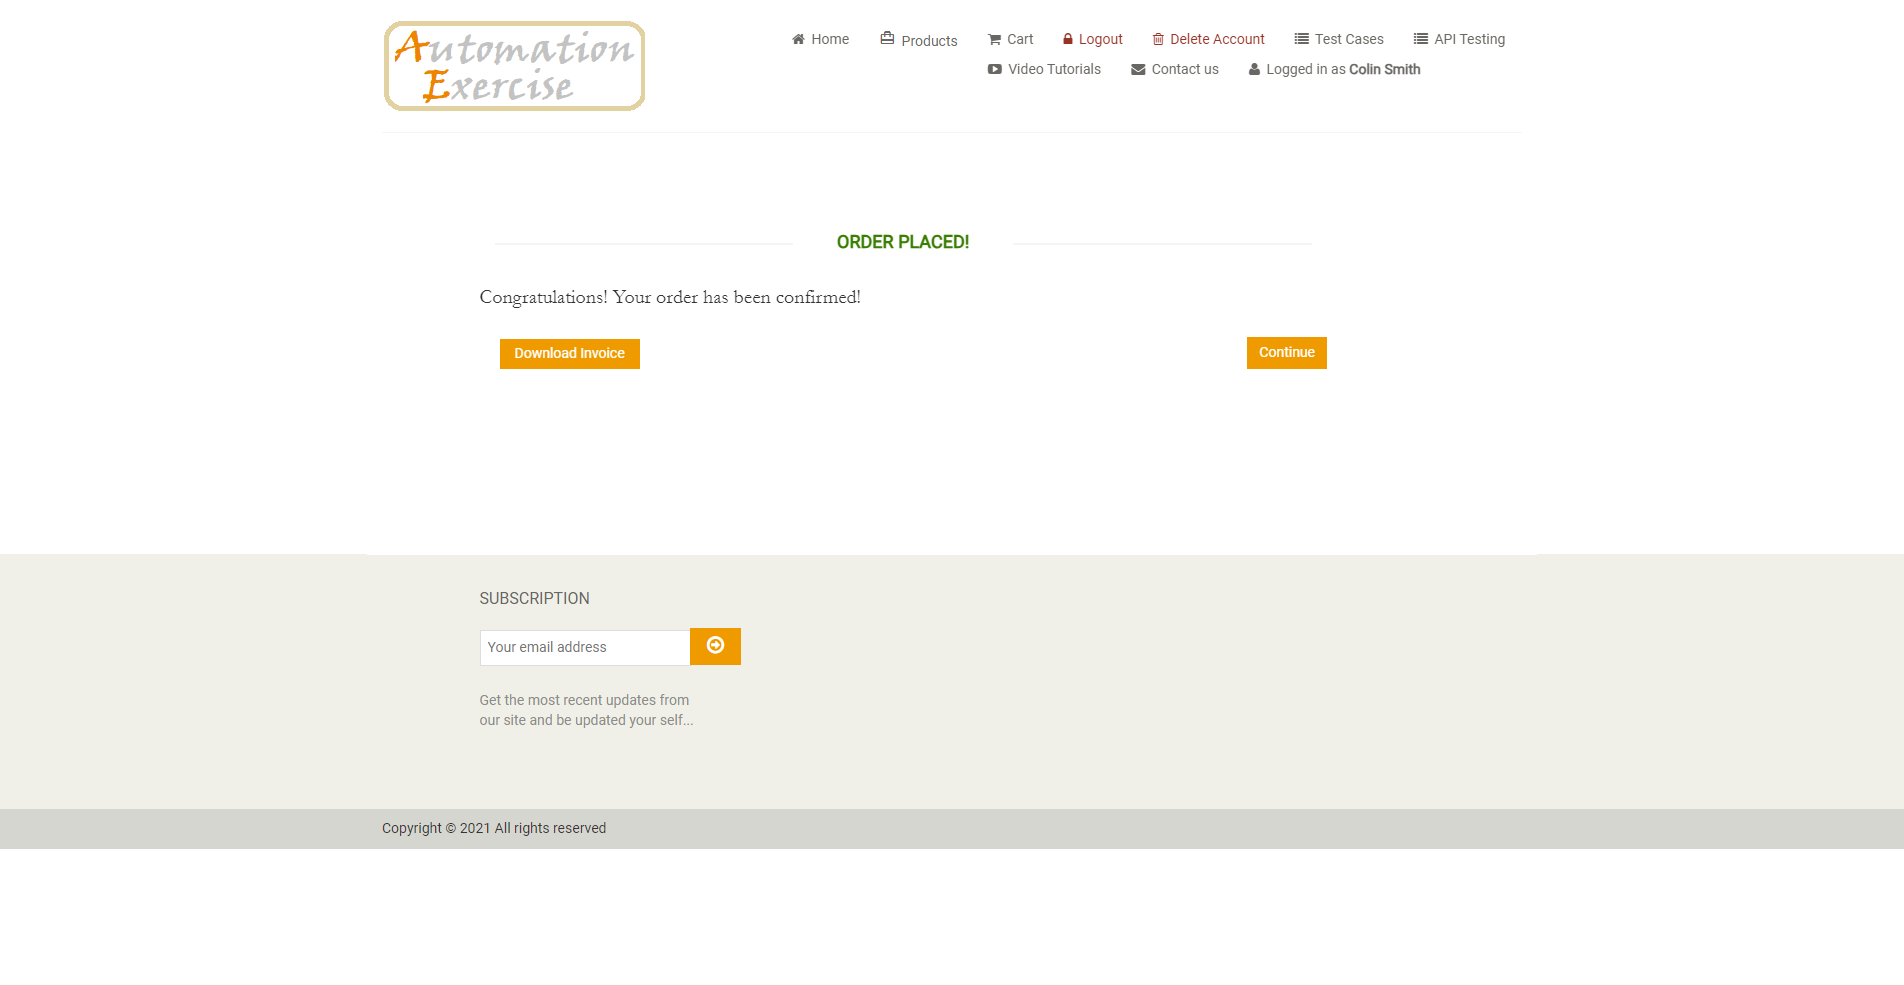 Automation
Exercise
Home Products Cart Logout Delete Account Test Cases API Testing
Video Tutorials Contact us Logged in as Colin Smith
ORDER PLACED!
Congratulations! Your order has been confirmed!
Download Invoice Continue
SUBSCRIPTION
Your email address
Get the most recent updates from
our site and be updated your self...
Copyright © 2021 All rights reserved